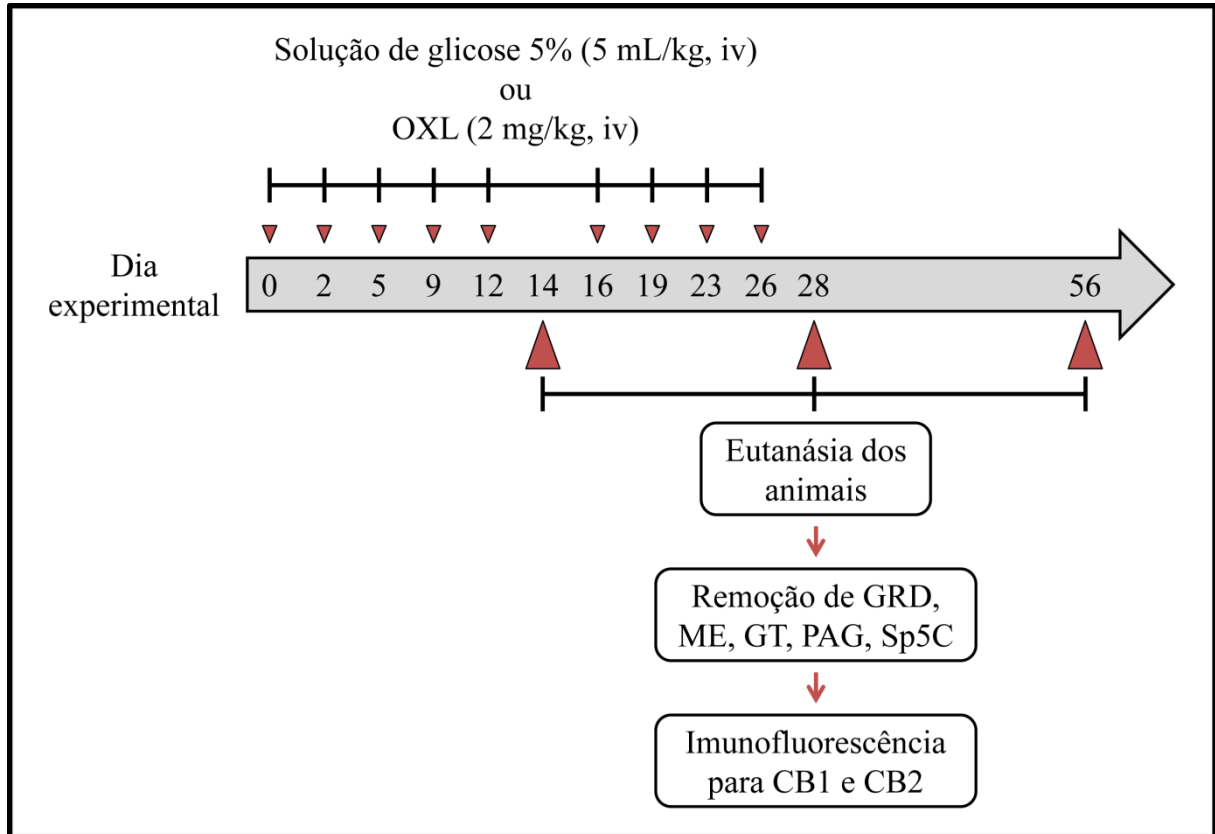 Solução de glicose 5% (5 mL/kg, iv)
ou
OXL (2 mg/kg, iv)
Dia
experimental
0 2 5 9 12 14 16 19 23 26 28 56
Eutanásia dos
animais
Remoção de GRD,
ME, GT, PAG, Sp5C
Imunofluorescência
para CB1 e CB2